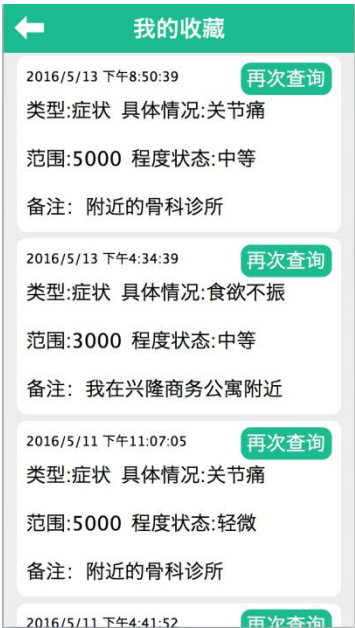 我的收藏
2016/5/13 下午8:50:39 再次查询
类型:症状 具体情况:关节痛
范围:5000 程度状态:中等
备注： 附近的骨科诊所
2016/5/13 下午4:34:39 再次查询
类型:症状 具体情况:食欲不振
范围:3000 程度状态:中等
备注： 我在兴隆商务公寓附近
2016/5/11 下午11:07:05 再次查询
类型:症状 具体情况:关节痛
范围:5000 程度状态:轻微
备注： 附近的骨科诊所
2016/5/11 下午4:41:52 再次查询